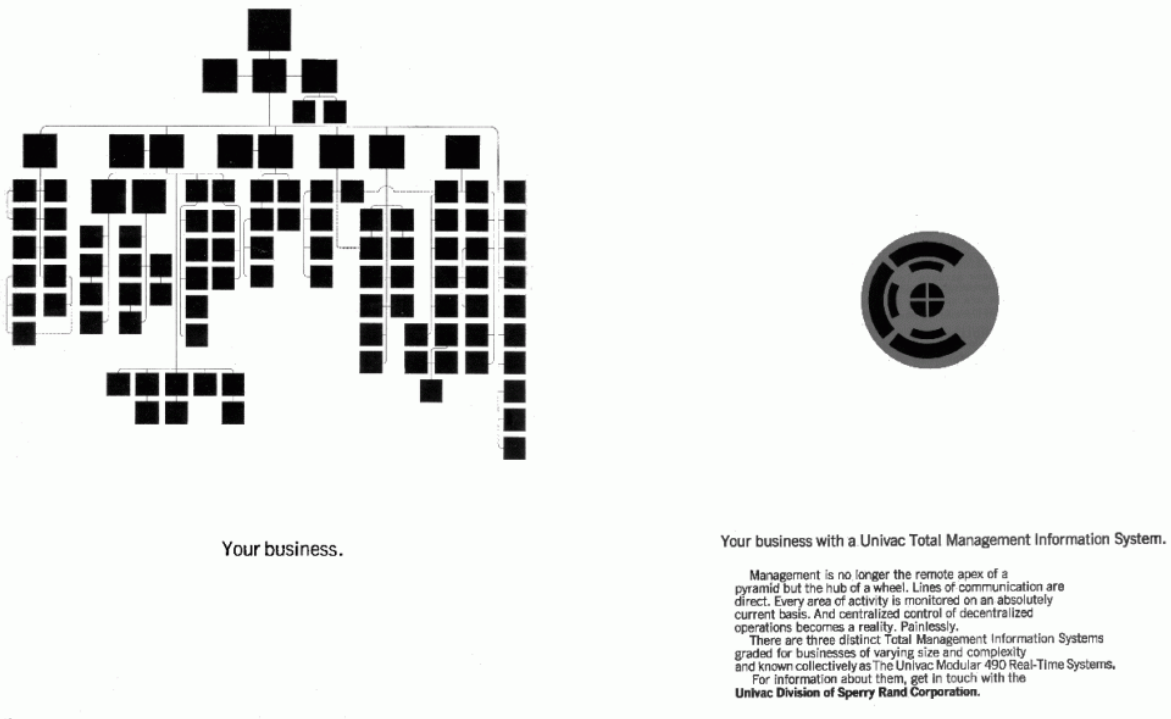 Your business.
Your business with a Univac Total Management Information System.
Management is no longer the remote apex of a
pyramid but the hub of a wheel. Lines of communication are
direct. Every area of activity is monitored on an absolutely
current basis. And centralized control of decentralized
operations becomes a reality. Painlessly.
There are three distinct Total Management Information Systems
graded for businesses of varying size and complexity
and known collectively as The Univac Modular 490 Real-Time Systems.
For information about them, get in touch with the
Univac Division of Sperry Rand Corporation.